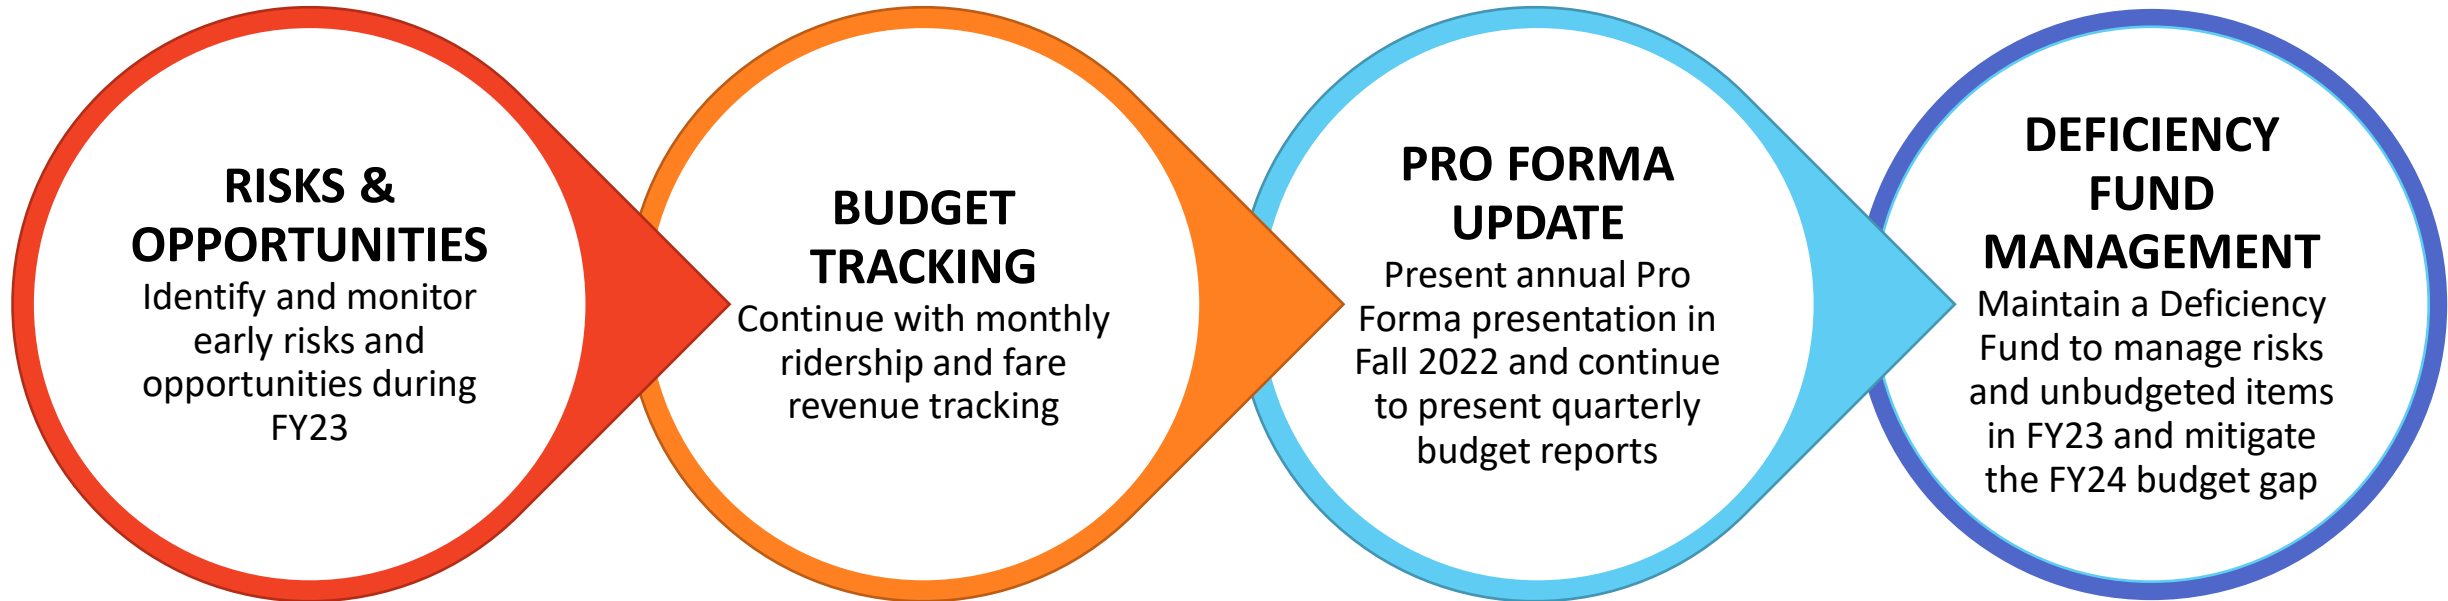 RISKS &
OPPORTUNITIES
Identify and monitor
early risks and
opportunities during
FY23
BUDGET
TRACKING
Continue with monthly
ridership and fare
revenue tracking
PRO FORMA
UPDATE
Present annual Pro
Forma presentation in
Fall 2022 and continue
to present quarterly
budget reports
DEFICIENCY
FUND
MANAGEMENT
Maintain a Deficiency
Fund to manage risks
and unbudgeted items
in FY23 and mitigate
the FY24 budget gap